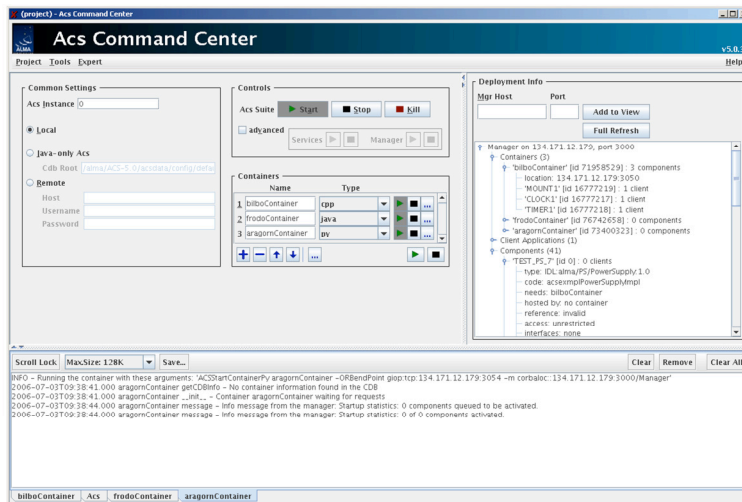 (project) - Acs Command Center
ALMA
Acs Command Center
v5.0.
Project Tools Expert
Help
Common Settings
Acs Instance 0
Local
Java-only Acs
Cdb Root /alma/ACS-5.0/acsdata/config/defau
Remote
Host
Username
Password
Controls
Acs Suite Start Stop Kill
advanced Services Manager
Containers
Name Type
1 bilboContainer cpp ...
2 frodoContainer java ...
3 aragornContainer py ...
...
Deployment Info
Mgr Host Port
Add to View
Full Refresh
Manager on 134.171.12.179, port 3000
Containers (3)
'bilboContainer' [id 71958529] : 3 components
location: 134.171.12.179:3050
'MOUNT1' [id 16777219] : 1 client
'CLOCK1' [id 16777217] : 1 client
'TIMER1' [id 16777218] : 1 client
'frodoContainer' [id 76742658] : 0 components
'aragornContainer' [id 73400323] : 0 components
Client Applications (1)
Components (41)
'TEST_PS_7' [id 0] : 0 clients
type: IDL:alma/PS/PowerSupply:1.0
code: acsexmplPowerSupplyImpl
needs: bilboContainer
hosted by: no container
reference: invalid
access: unrestricted
interfaces: none
Scroll Lock Max.Size: 128K Save... Clear Remove Clear All
INFO - Running the container with these arguments: 'ACSStartContainerPy aragornContainer -ORBendPoint giop:tcp:134.171.12.179:3054 -m corbaloc::134.171.12.179:3000/Manager'
2006-07-03T09:38:41.000 aragornContainer getCDBInfo - No container information found in the CDB
2006-07-03T09:38:41.000 aragornContainer __init__ - Container aragornContainer waiting for requests
2006-07-03T09:38:44.000 aragornContainer message - Info message from the manager: Startup statistics: 0 components queued to be activated.
2006-07-03T09:38:44.000 aragornContainer message - Info message from the manager: Startup statistics: 0 of 0 components activated.
bilboContainer Acs frodoContainer aragornContainer